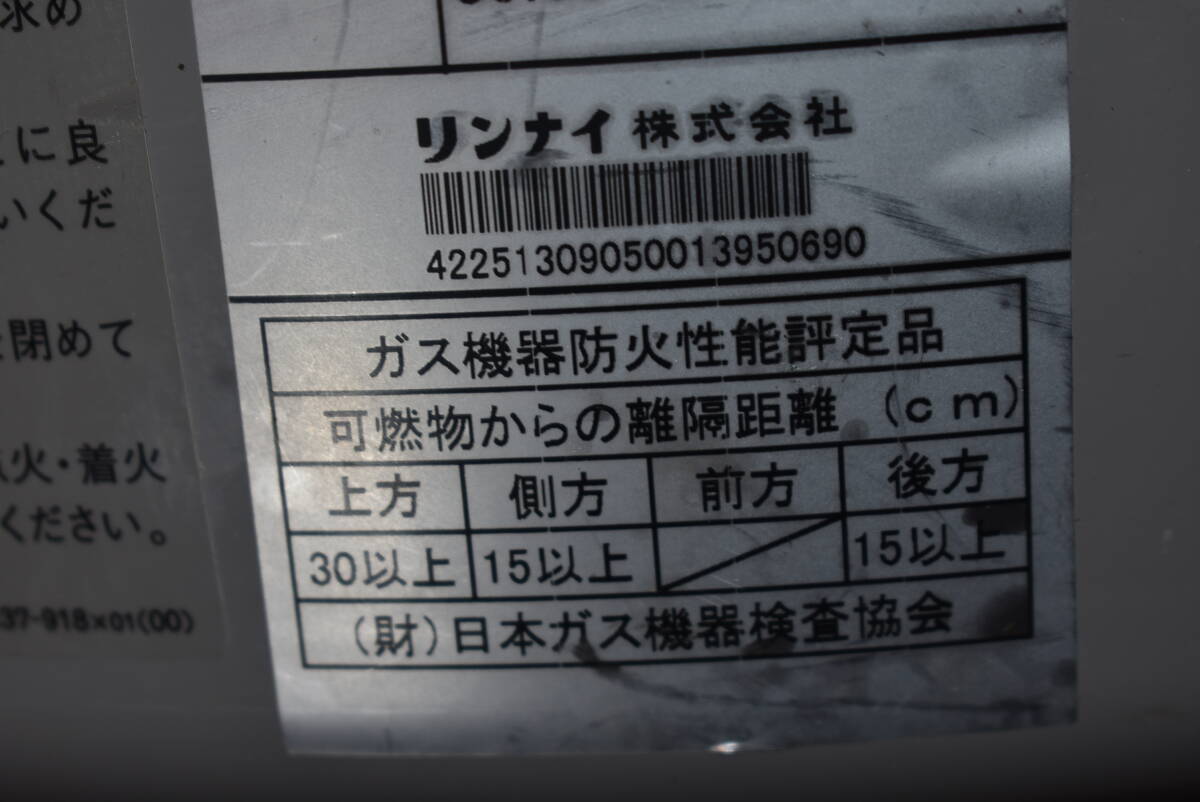 求め
に良
いくだ
閉めて
火・着火
ください。
37-918×01(00)
リンナイ株式会社
42251309050013950690
ガス機器防火性能評定品
可燃物からの離隔距離 (cm)
上方 側方 前方 後方
30以上 15以上 15以上
(財)日本ガス機器検査協会